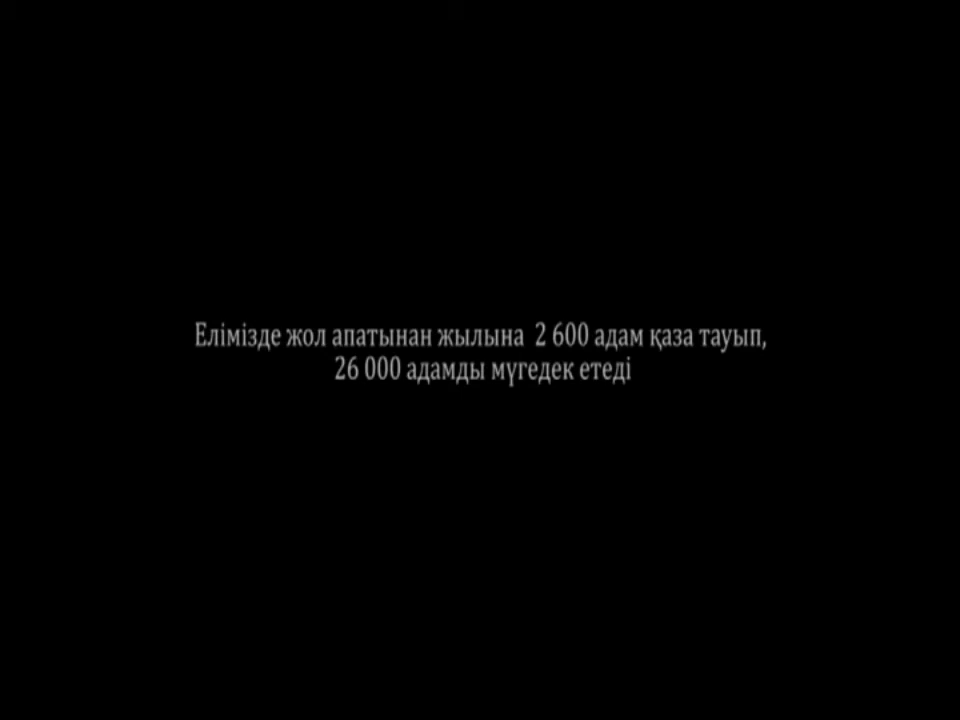 Елімізде жол апатынан жылына 2 600 адам қаза тауып,
26 000 адамды мүгедек етеді